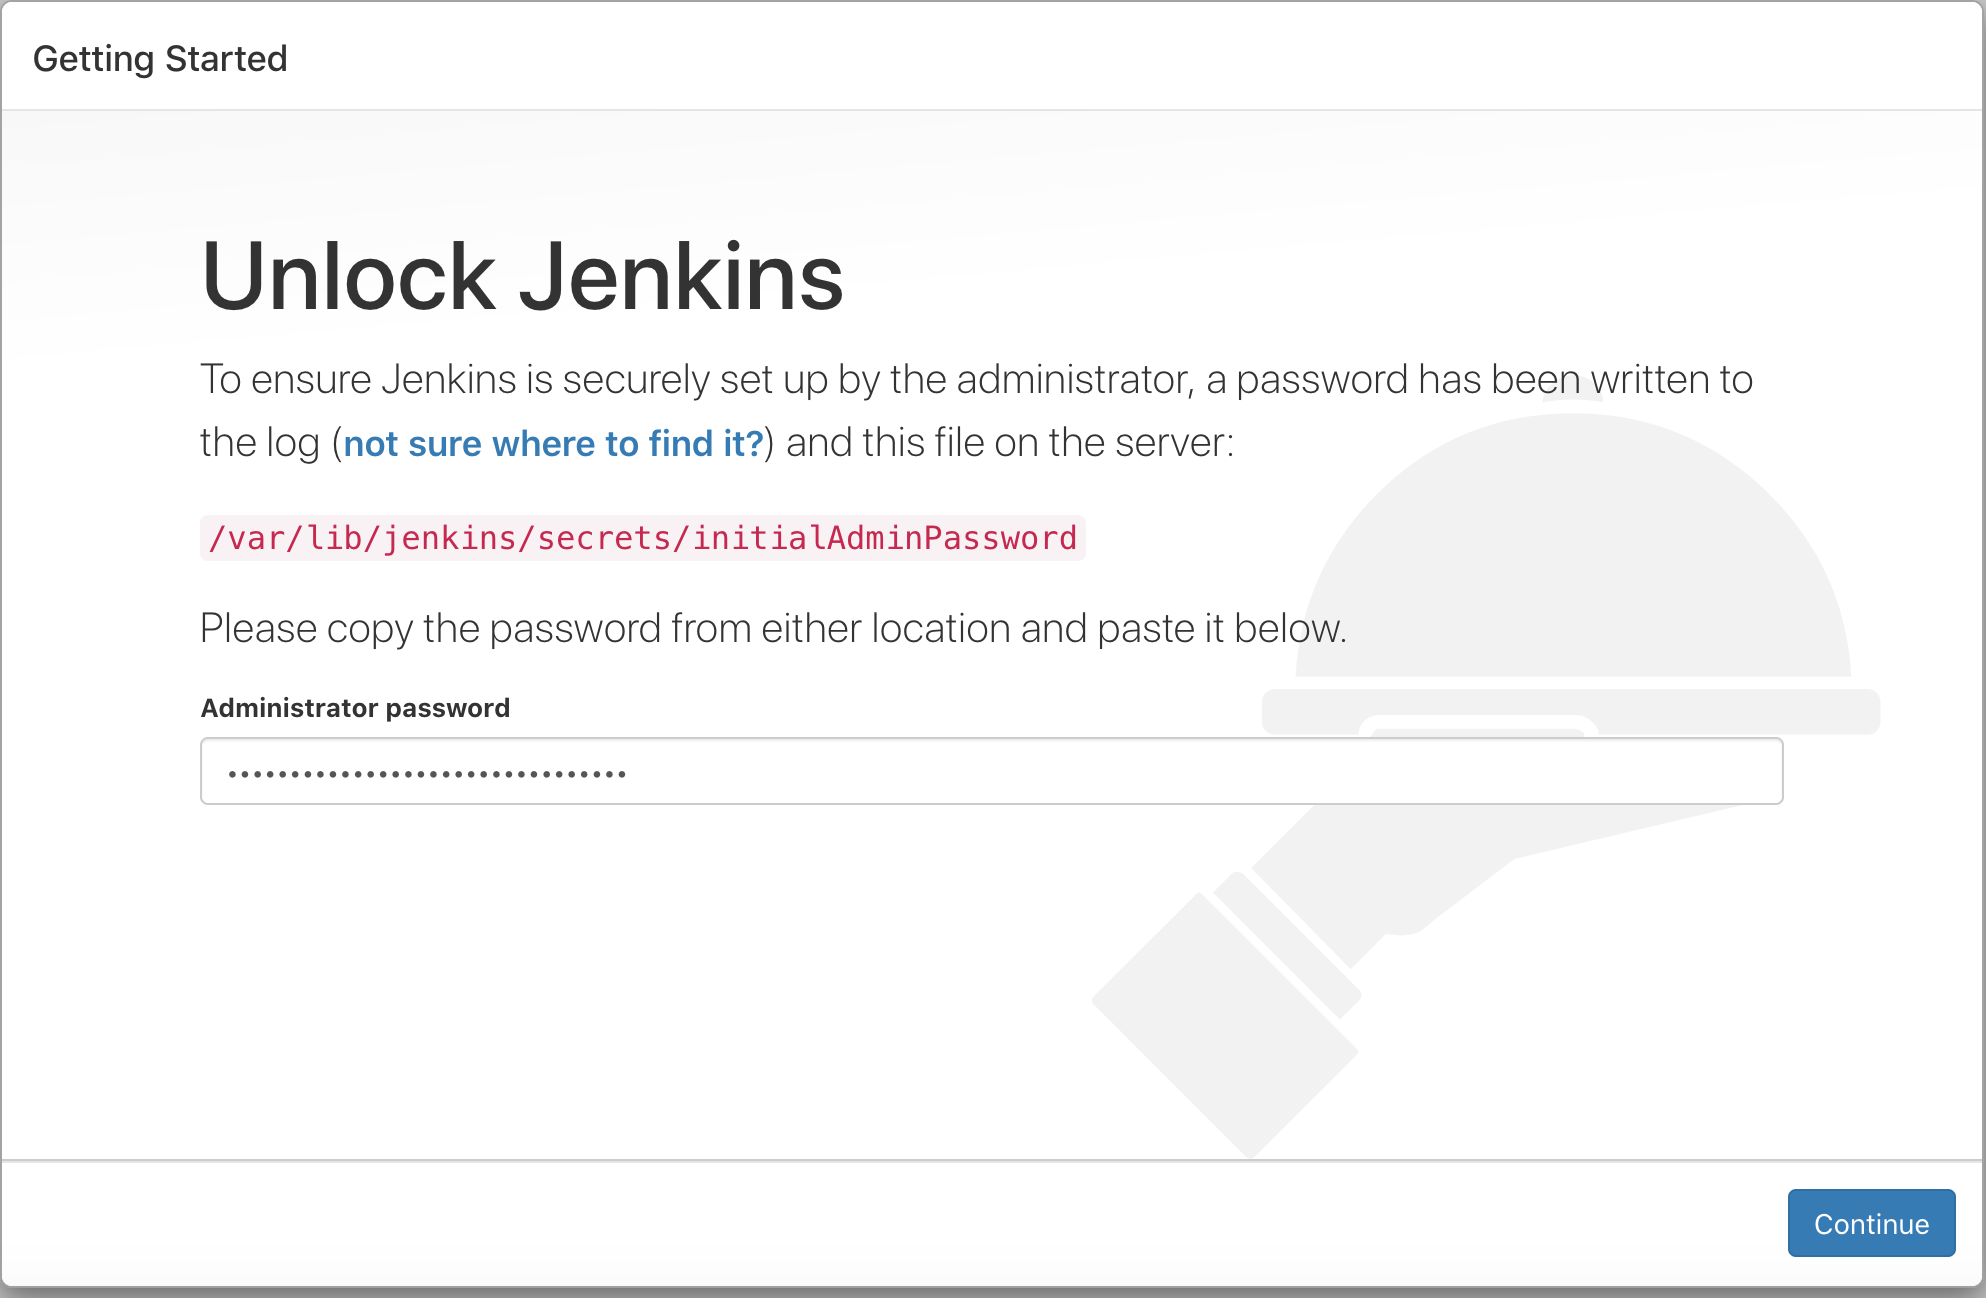 Getting Started
Unlock Jenkins
To ensure Jenkins is securely set up by the administrator, a password has been written to
the log (not sure where to find it?) and this file on the server:
/var/lib/jenkins/secrets/initialAdminPassword
Please copy the password from either location and paste it below.
Administrator password
••••••••••••••••••••••••••••••••
Continue